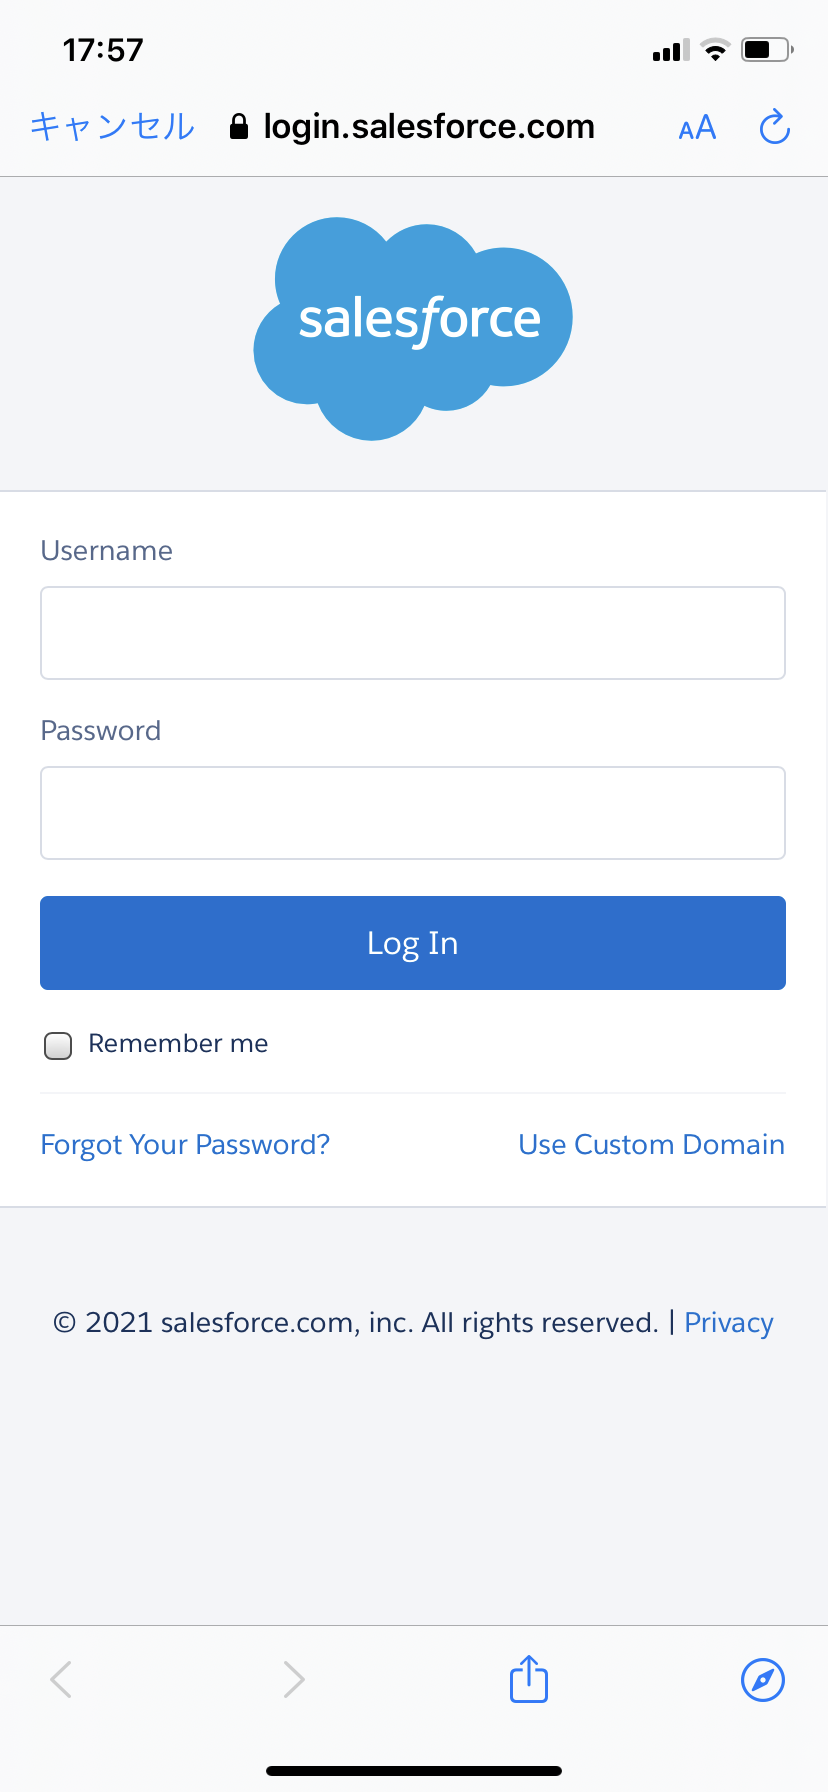 17:57
キャンセル login.salesforce.com AA
salesforce
Username
Password
Log In
Remember me
Forgot Your Password? Use Custom Domain
© 2021 salesforce.com, inc. All rights reserved. | Privacy